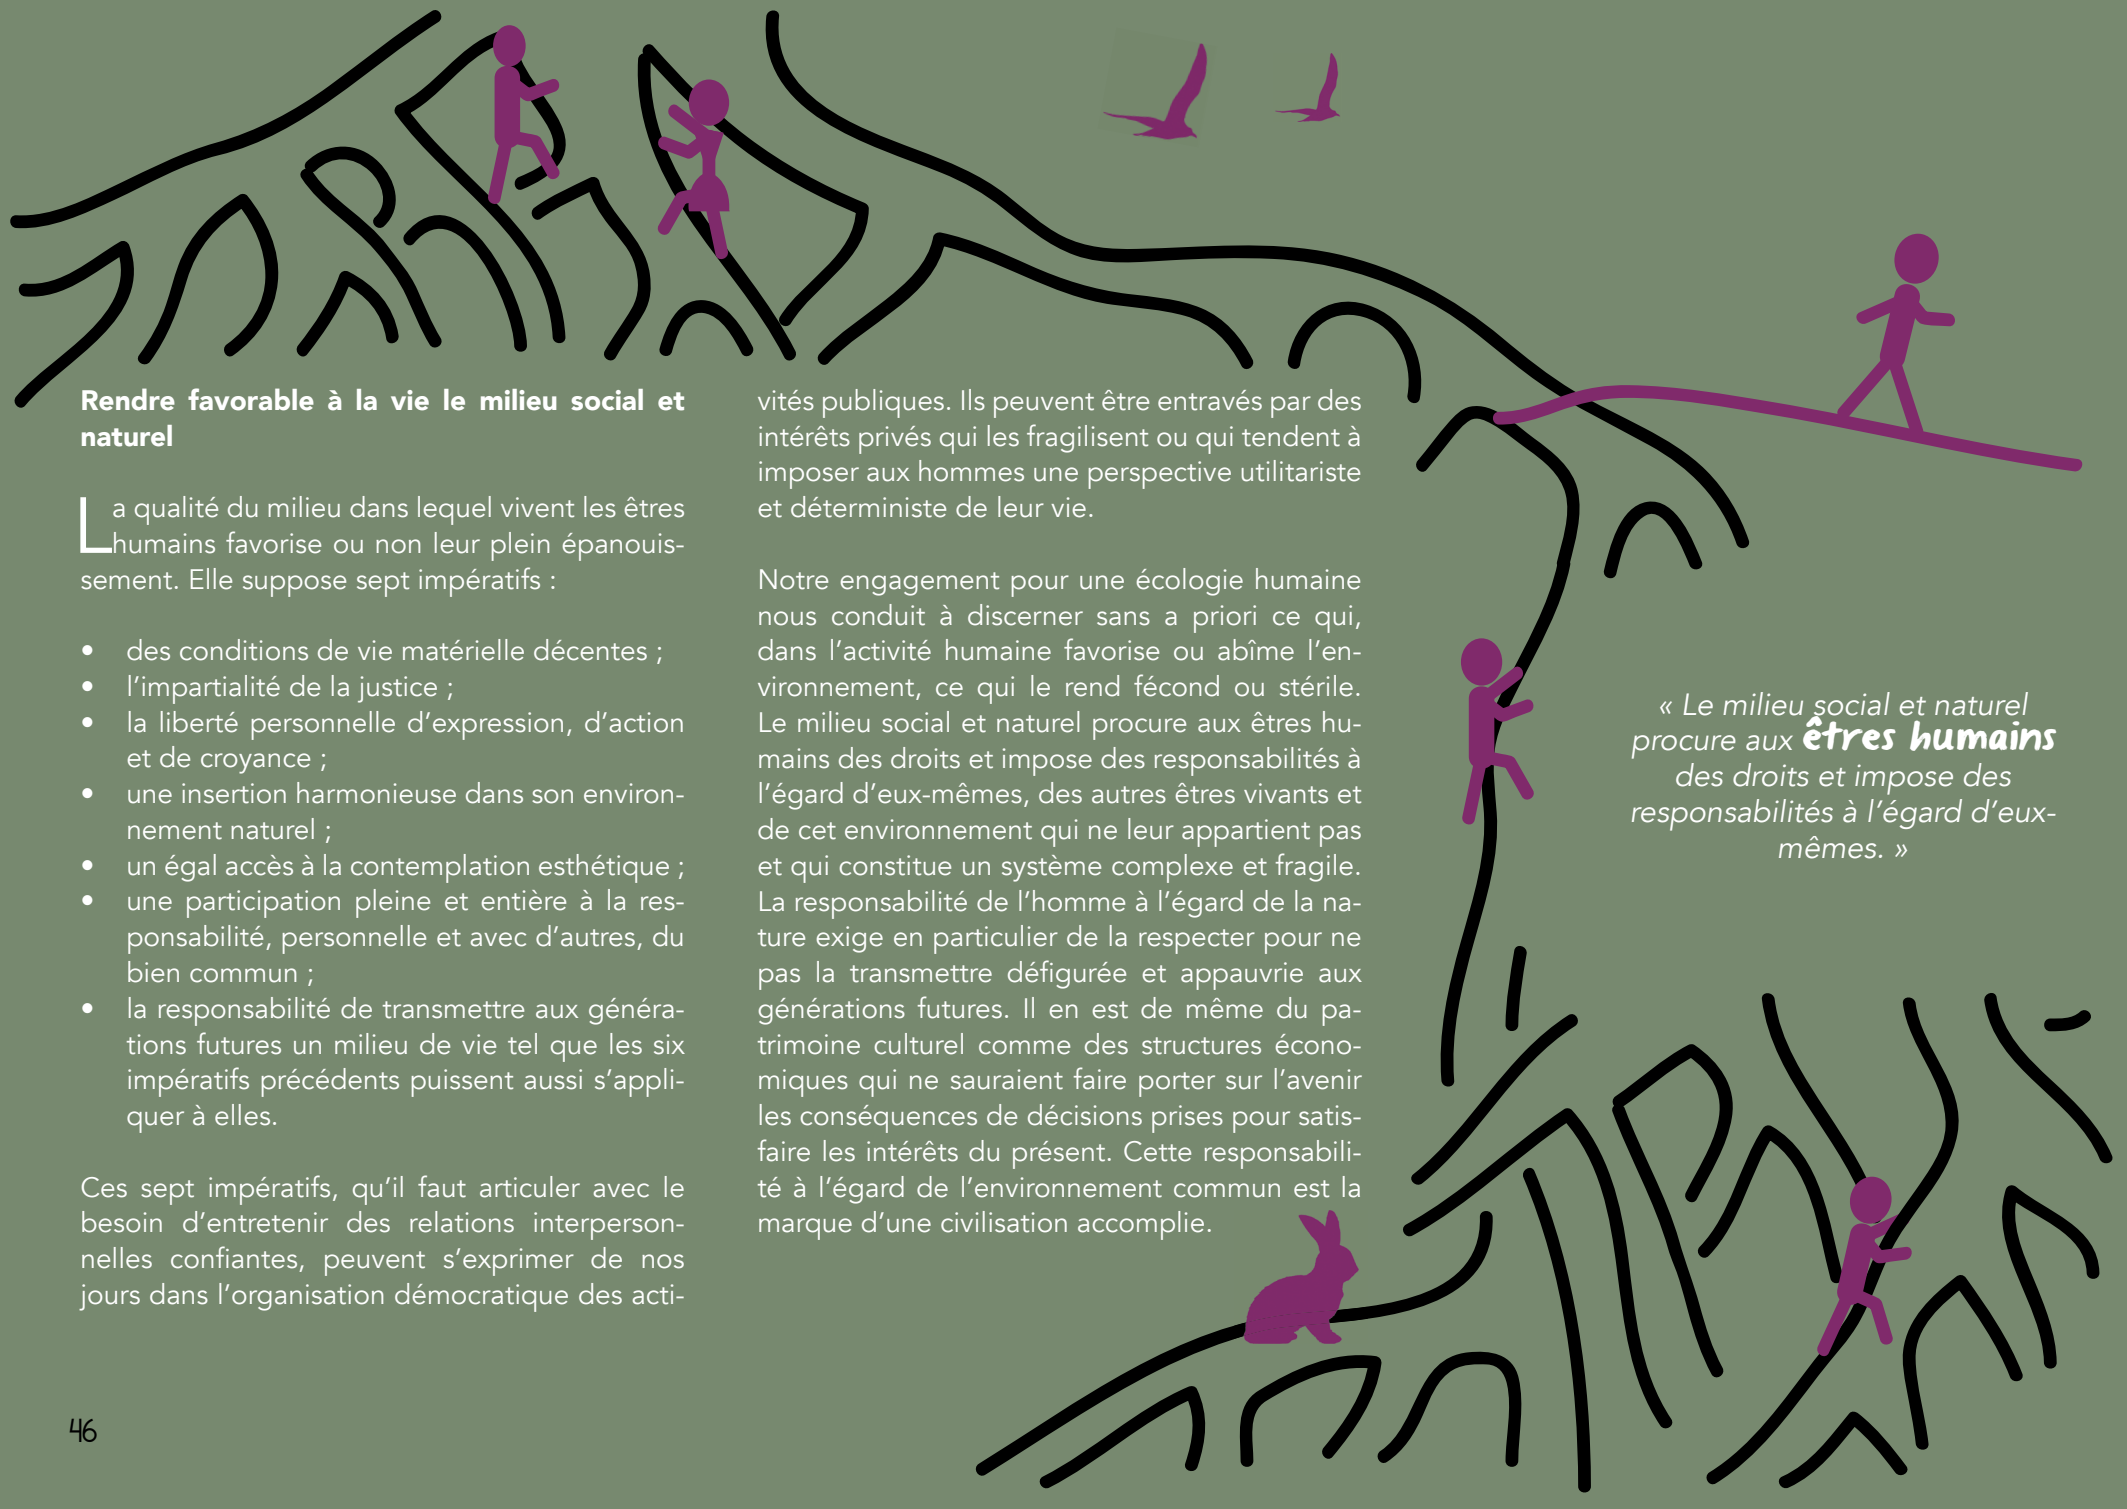 Rendre favorable à la vie le milieu social et
naturel
La qualité du milieu dans lequel vivent les êtres
humains favorise ou non leur plein épanouis-
sement. Elle suppose sept impératifs :
• des conditions de vie matérielle décentes ;
• l’impartialité de la justice ;
• la liberté personnelle d’expression, d’action
et de croyance ;
• une insertion harmonieuse dans son environ-
nement naturel ;
• un égal accès à la contemplation esthétique ;
• une participation pleine et entière à la res-
ponsabilité, personnelle et avec d’autres, du
bien commun ;
• la responsabilité de transmettre aux généra-
tions futures un milieu de vie tel que les six
impératifs précédents puissent aussi s’appli-
quer à elles.
Ces sept impératifs, qu’il faut articuler avec le
besoin d’entretenir des relations interperson-
nelles confiantes, peuvent s’exprimer de nos
jours dans l’organisation démocratique des acti-
vités publiques. Ils peuvent être entravés par des
intérêts privés qui les fragilisent ou qui tendent à
imposer aux hommes une perspective utilitariste
et déterministe de leur vie.
Notre engagement pour une écologie humaine
nous conduit à discerner sans a priori ce qui,
dans l’activité humaine favorise ou abîme l’en-
vironnement, ce qui le rend fécond ou stérile.
Le milieu social et naturel procure aux êtres hu-
mains des droits et impose des responsabilités à
l’égard d’eux-mêmes, des autres êtres vivants et
de cet environnement qui ne leur appartient pas
et qui constitue un système complexe et fragile.
La responsabilité de l’homme à l’égard de la na-
ture exige en particulier de la respecter pour ne
pas la transmettre défigurée et appauvrie aux
générations futures. Il en est de même du pa-
trimoine culturel comme des structures écono-
miques qui ne sauraient faire porter sur l’avenir
les conséquences de décisions prises pour satis-
faire les intérêts du présent. Cette responsabili-
té à l’égard de l’environnement commun est la
marque d’une civilisation accomplie.
« Le milieu social et naturel
procure aux êtres humains
des droits et impose des
responsabilités à l’égard d’eux-
mêmes. »
46